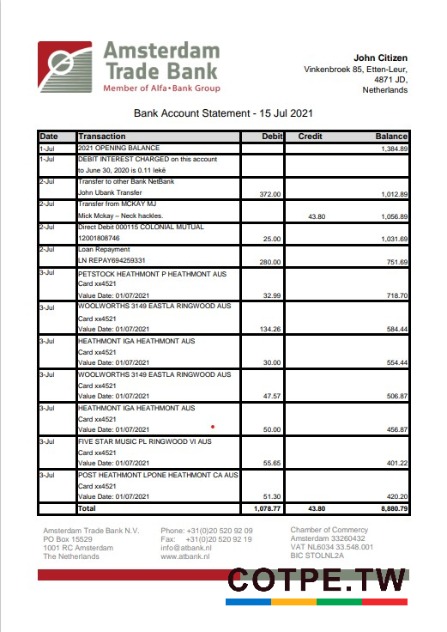 Amsterdam
Trade Bank
Member of Alfa•Bank Group
John Citizen
Vinkenbroek 85, Etten-Leur,
4871 JD,
Netherlands
Bank Account Statement - 15 Jul 2021
Date Transaction Debit Credit Balance
1-Jul 2021 OPENING BALANCE 1,384.89
1-Jul DEBIT INTEREST CHARGED on this account
to June 30, 2020 is 0.11 leké
2-Jul Transfer to other Bank NetBank
John Ubank Transfer 372.00 1,012.89
2-Jul Transfer from MCKAY MJ
Mick Mckay – Neck hackles. 43.80 1,056.89
2-Jul Direct Debit 000115 COLONIAL MUTUAL
12001808746 25.00 1,031.69
2-Jul Loan Repayment
LN REPAY694259331 280.00 751.69
3-Jul PETSTOCK HEATHMONT P HEATHMONT AUS
Card xx4521
Value Date: 01/07/2021 32.99 718.70
3-Jul WOOLWORTHS 3149 EASTLA RINGWOOD AUS
Card xx4521
Value Date: 01/07/2021 134.26 584.44
3-Jul HEATHMONT IGA HEATHMONT AUS
Card xx4521
Value Date: 01/07/2021 30.00 554.44
3-Jul WOOLWORTHS 3149 EASTLA RINGWOOD AUS
Card xx4521
Value Date: 01/07/2021 47.57 506.87
3-Jul HEATHMONT IGA HEATHMONT AUS
Card xx4521
Value Date: 01/07/2021 50.00 456.87
3-Jul FIVE STAR MUSIC PL RINGWOOD VI AUS
Card xx4521
Value Date: 01/07/2021 55.65 401.22
3-Jul POST HEATHMONT LPONE HEATHMONT CA AUS
Card xx4521
Value Date: 01/07/2021 51.30 420.20
Total 1,078.77 43.80 8,880.79
Amsterdam Trade Bank N.V. Phone: +31(0)20 520 92 09 Chamber of Commercy
PO Box 15529 Fax: +31(0)20 520 92 19 Amsterdam 33260432
1001 RC Amsterdam info@atbank.nl VAT NL8034 33.548.001
The Netherlands www.atbank.nl BIC STOLNL2A
COTPE.TW